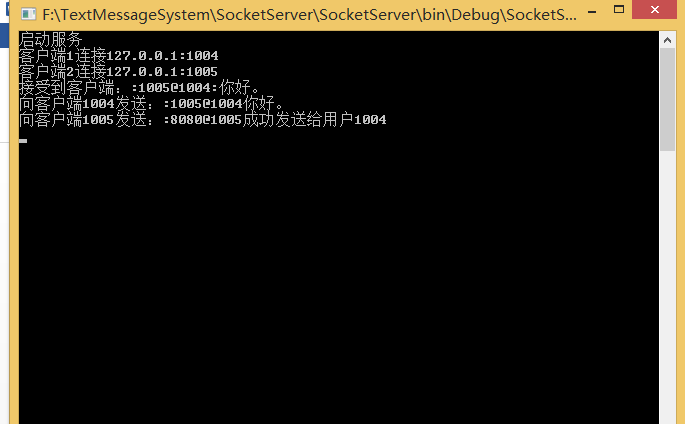 F:\TextMessageSystem\SocketServer\SocketServer\bin\Debug\SocketS...
启动服务
客户端1连接127.0.0.1:1004
客户端2连接127.0.0.1:1005
接受到客户端：:1005@1004:你好。
向客户端1004发送：:1005@1004你好。
向客户端1005发送：:8080@1005成功发送给用户1004